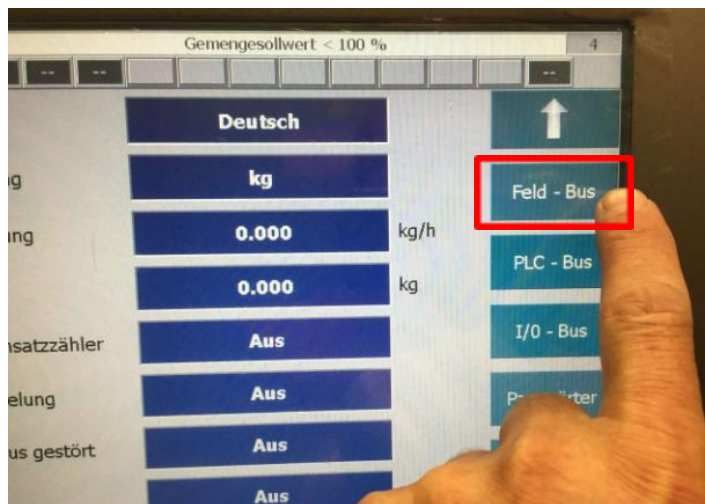 Gemengesollwert < 100 % 4
-- -- --
Deutsch
g kg Feld - Bus
ng 0.000 kg/h
PLC - Bus
0.000 kg
I/0 - Bus
nsatzzähler Aus
elung Aus
us gestört Aus
Aus